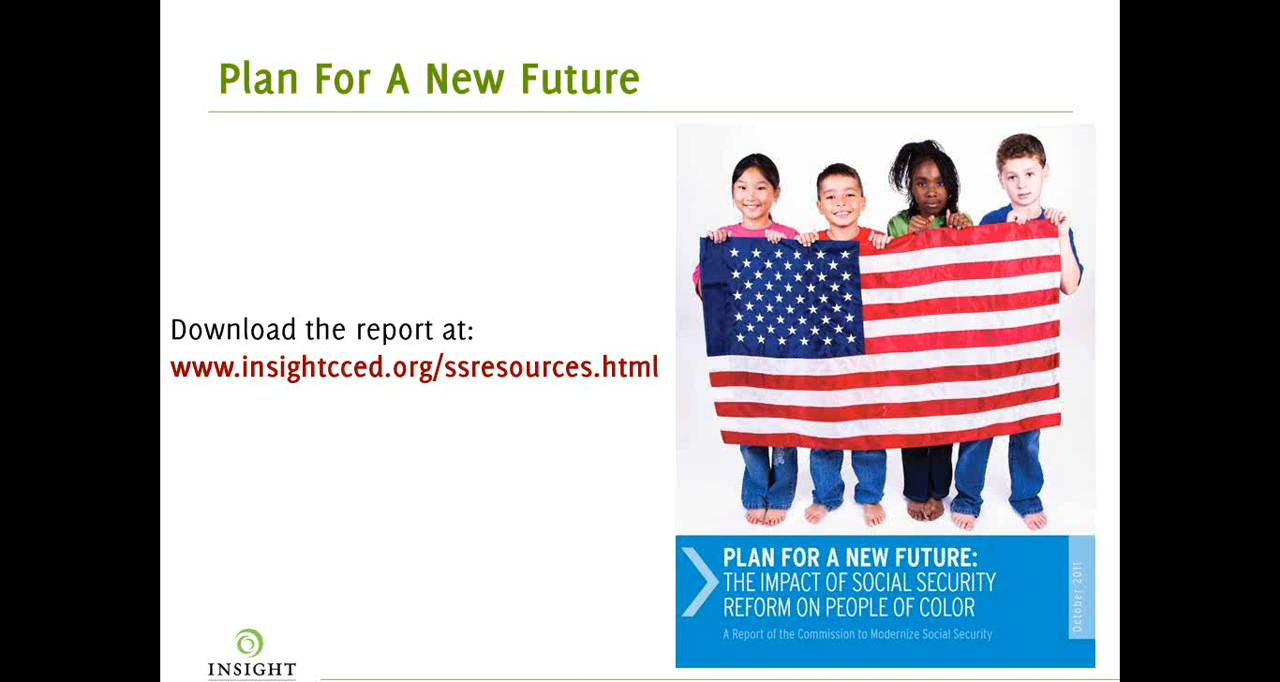 Plan For A New Future
Download the report at:
www.insightcced.org/ssresources.html
PLAN FOR A NEW FUTURE:
THE IMPACT OF SOCIAL SECURITY
REFORM ON PEOPLE OF COLOR
A Report of the Commission to Modernize Social Security
October 2011
INSIGHT